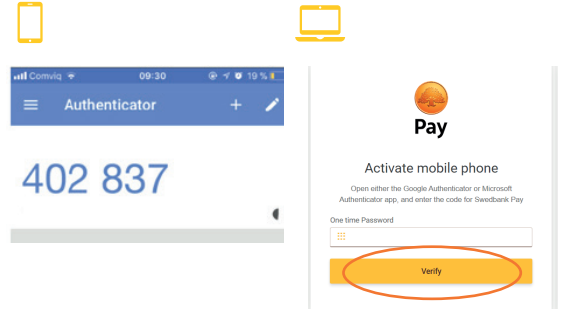 Comviq 09:30 19 %
Authenticator
402 837
Pay
Activate mobile phone
Open either the Google Authenticator or Microsoft
Authenticator app, and enter the code for Swedbank Pay
One time Password
Verify